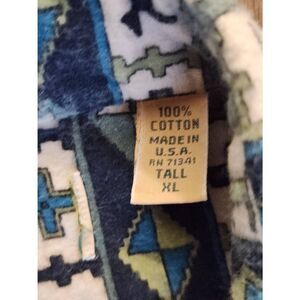 100%
COTTON
MADE IN
U.S.A.
RN 71341
TALL
XL